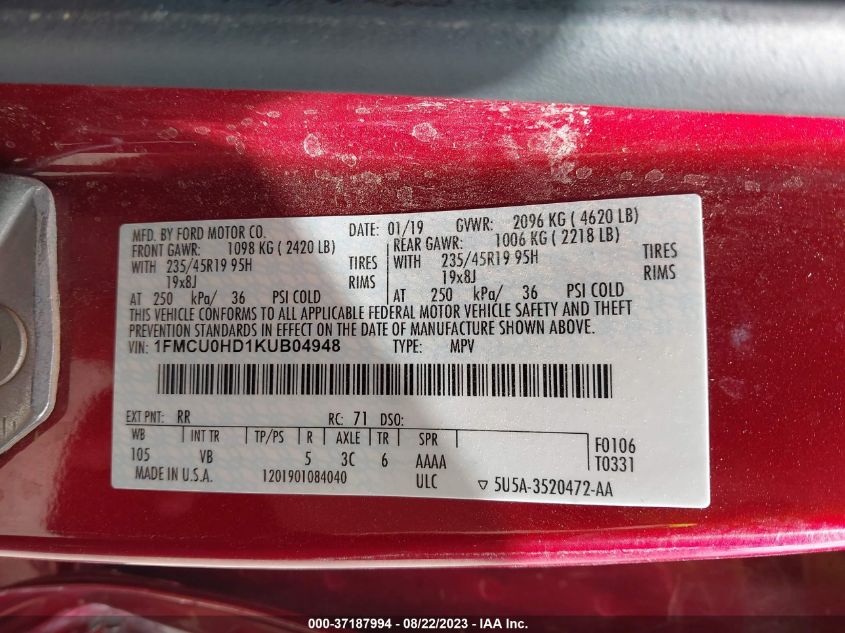 MFD. BY FORD MOTOR CO. DATE: 01/19 GVWR: 2096 KG ( 4620 LB)
FRONT GAWR: 1098 KG ( 2420 LB) REAR GAWR: 1006 KG ( 2218 LB)
WITH 235/45R19 95H TIRES WITH 235/45R19 95H TIRES
19x8J RIMS 19x8J RIMS
AT 250 kPa/ 36 PSI COLD AT 250 kPa/ 36 PSI COLD
THIS VEHICLE CONFORMS TO ALL APPLICABLE FEDERAL MOTOR VEHICLE SAFETY AND THEFT
PREVENTION STANDARDS IN EFFECT ON THE DATE OF MANUFACTURE SHOWN ABOVE.
VIN: 1FMCU0HD1KUB04948 TYPE: MPV
EXT PNT: RR RC: 71 DSO:
WB INT TR TP/PS R AXLE TR SPR F0106
105 VB 5 3C 6 AAAA T0331
MADE IN U.S.A. 1201901084040 ULC ▽ 5U5A-3520472-AA
000-37187994 - 08/22/2023 - IAA Inc.